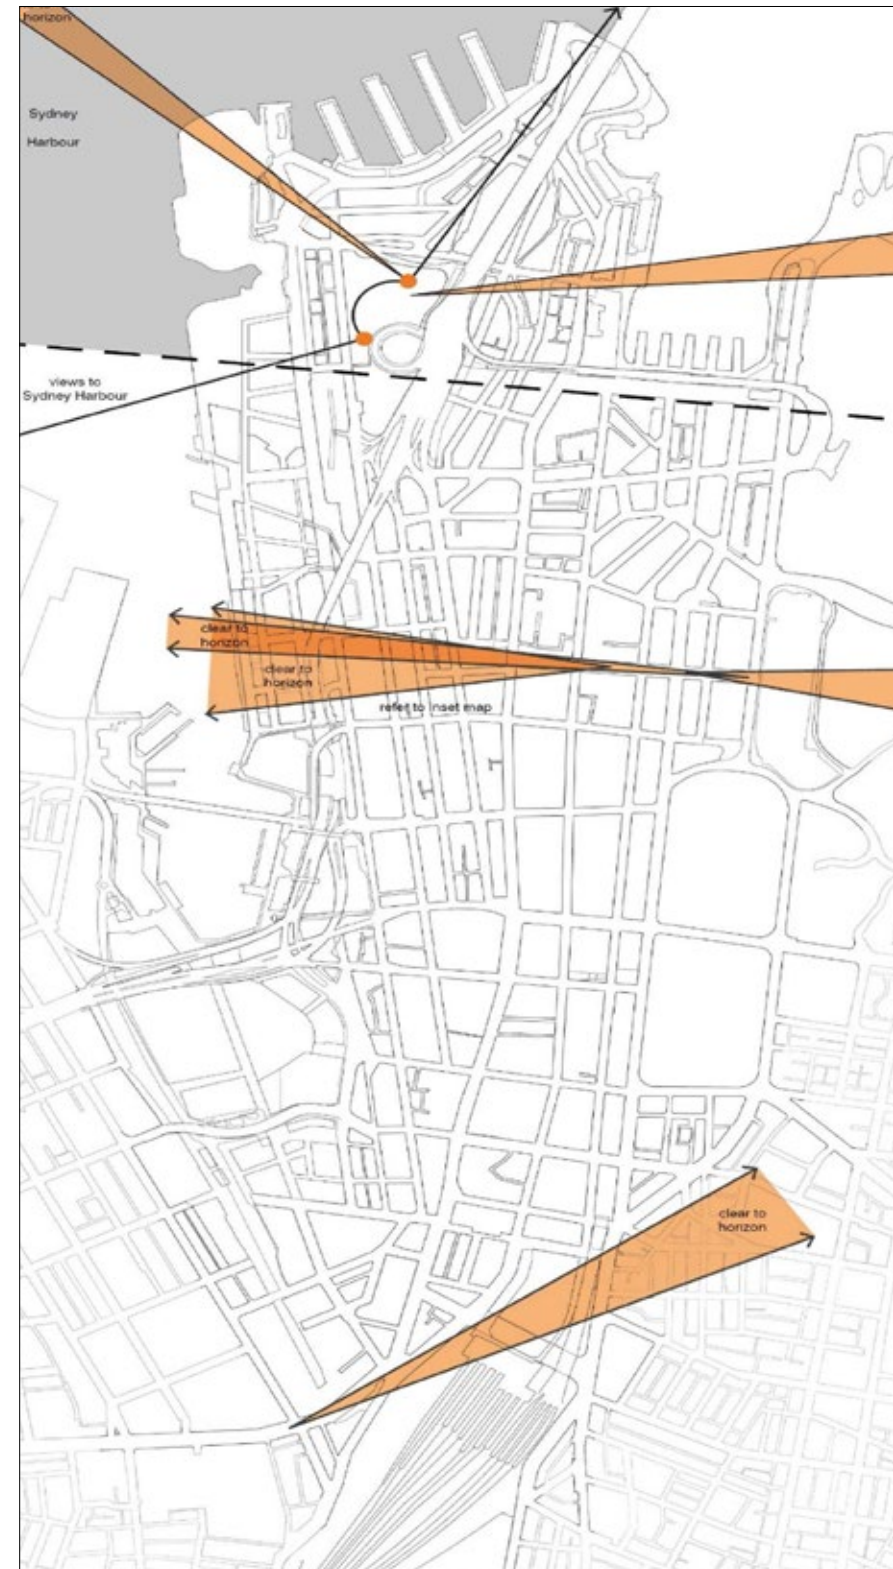 horizon
Sydney
Harbour
views to
Sydney Harbour
clear to
horizon
clear to
horizon
refer to inset map
clear to
horizon